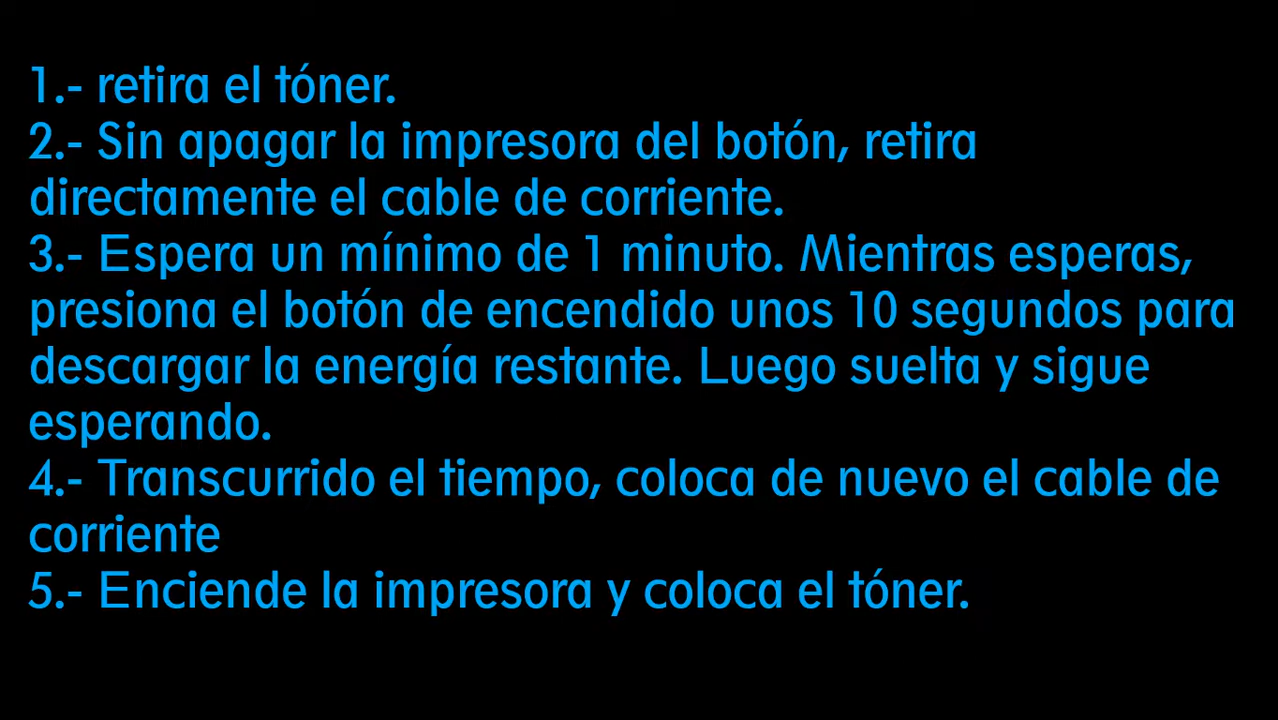 1.- retira el tóner.
2.- Sin apagar la impresora del botón, retira
directamente el cable de corriente.
3.- Espera un mínimo de 1 minuto. Mientras esperas,
presiona el botón de encendido unos 10 segundos para
descargar la energía restante. Luego suelta y sigue
esperando.
4.- Transcurrido el tiempo, coloca de nuevo el cable de
corriente
5.- Enciende la impresora y coloca el tóner.